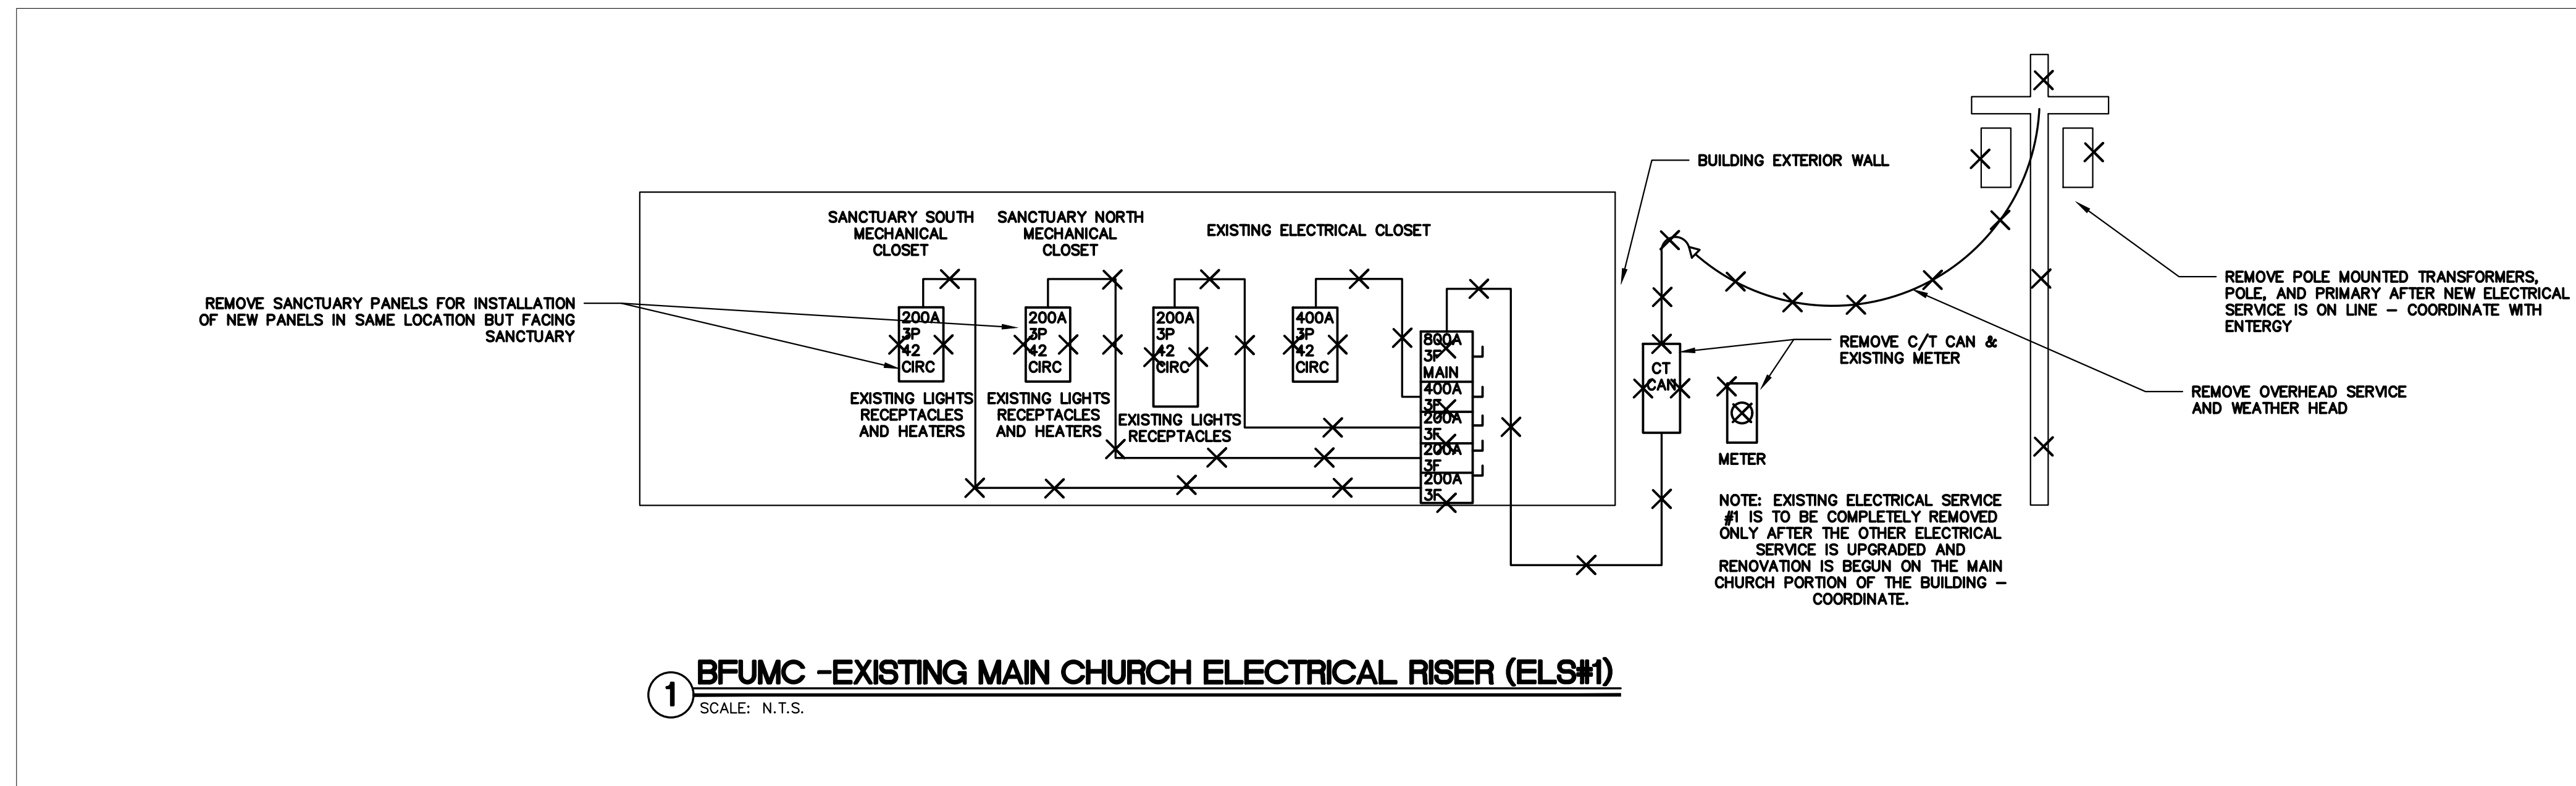 BUILDING EXTERIOR WALL
SANCTUARY SOUTH
MECHANICAL
CLOSET
SANCTUARY NORTH
MECHANICAL
CLOSET
EXISTING ELECTRICAL CLOSET
REMOVE SANCTUARY PANELS FOR INSTALLATION
OF NEW PANELS IN SAME LOCATION BUT FACING
SANCTUARY
200A
3P
42
CIRC
200A
3P
42
CIRC
200A
3P
42
CIRC
400A
3P
42
CIRC
800A
3F
MAIN
400A
3F
200A
3F
200A
3F
200A
3F
EXISTING LIGHTS
RECEPTACLES
AND HEATERS
EXISTING LIGHTS
RECEPTACLES
AND HEATERS
EXISTING LIGHTS
RECEPTACLES
CT
CAN
METER
REMOVE C/T CAN &
EXISTING METER
REMOVE POLE MOUNTED TRANSFORMERS,
POLE, AND PRIMARY AFTER NEW ELECTRICAL
SERVICE IS ON LINE – COORDINATE WITH
ENTERGY
REMOVE OVERHEAD SERVICE
AND WEATHER HEAD
NOTE: EXISTING ELECTRICAL SERVICE
#1 IS TO BE COMPLETELY REMOVED
ONLY AFTER THE OTHER ELECTRICAL
SERVICE IS UPGRADED AND
RENOVATION IS BEGUN ON THE MAIN
CHURCH PORTION OF THE BUILDING –
COORDINATE.
1 BFUMC -EXISTING MAIN CHURCH ELECTRICAL RISER (ELS#1)
SCALE: N.T.S.